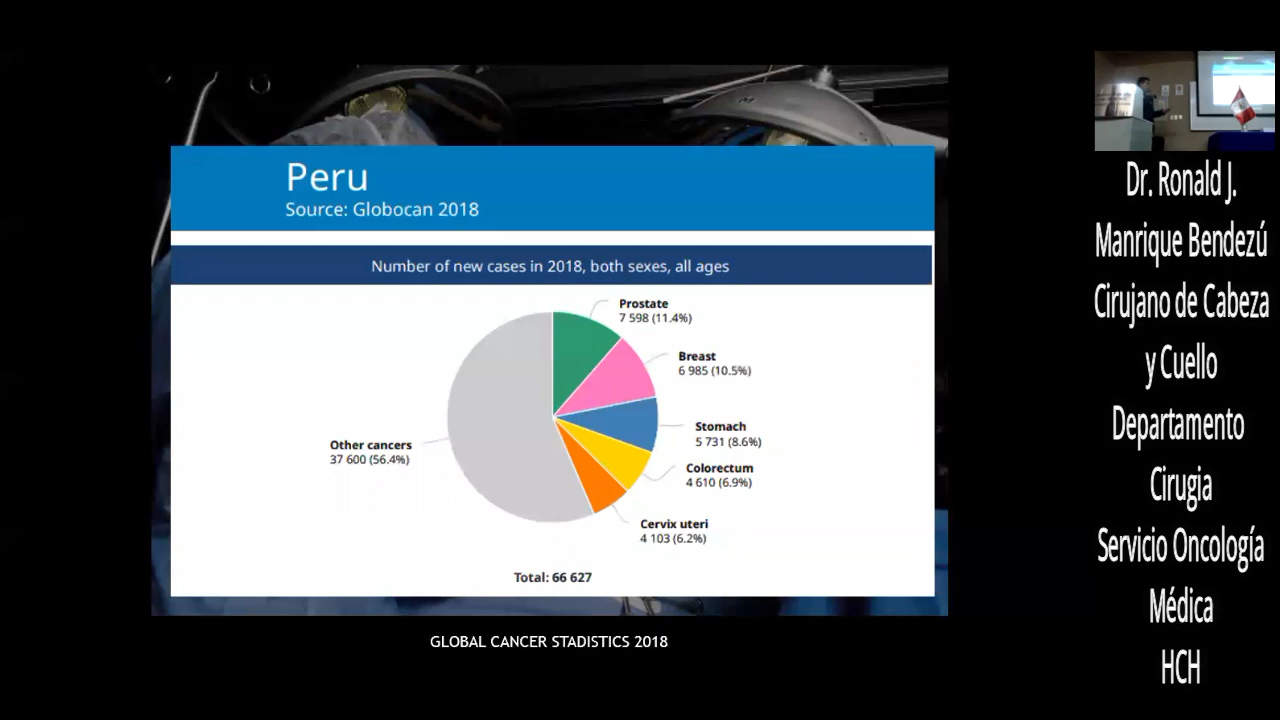 Peru
Source: Globocan 2018
Number of new cases in 2018, both sexes, all ages
Prostate
7 598 (11.4%)
Breast
6 985 (10.5%)
Stomach
5 731 (8.6%)
Colorectum
4 610 (6.9%)
Cervix uteri
4 103 (6.2%)
Other cancers
37 600 (56.4%)
Total: 66 627
GLOBAL CANCER STADISTICS 2018
Dr. Ronald J.
Manrique Bendezú
Cirujano de Cabeza
y Cuello
Departamento
Cirugia
Servicio Oncología
Médica
HCH